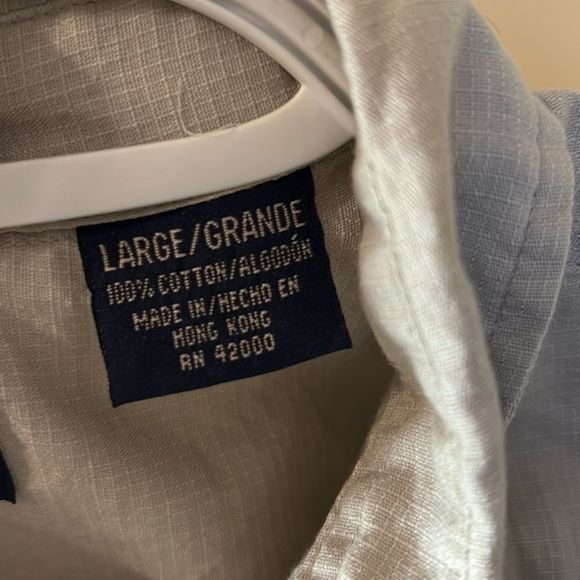 LARGE/GRANDE
100% COTTON/ALGODÓN
MADE IN/HECHO EN
HONG KONG
RN 42000